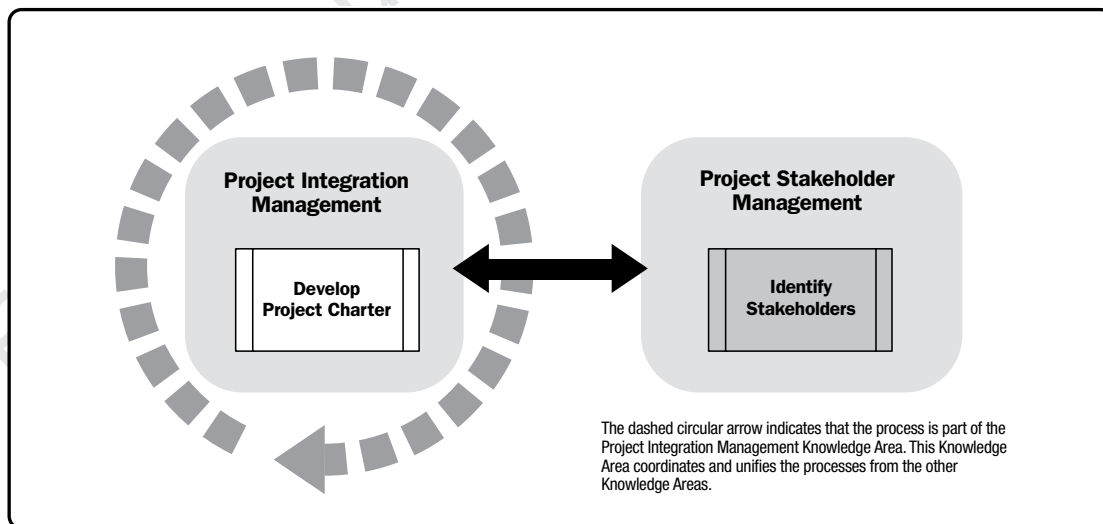 Project Integration
Management
Develop
Project Charter
Project Stakeholder
Management
Identify
Stakeholders
The dashed circular arrow indicates that the process is part of the
Project Integration Management Knowledge Area. This Knowledge
Area coordinates and unifies the processes from the other
Knowledge Areas.